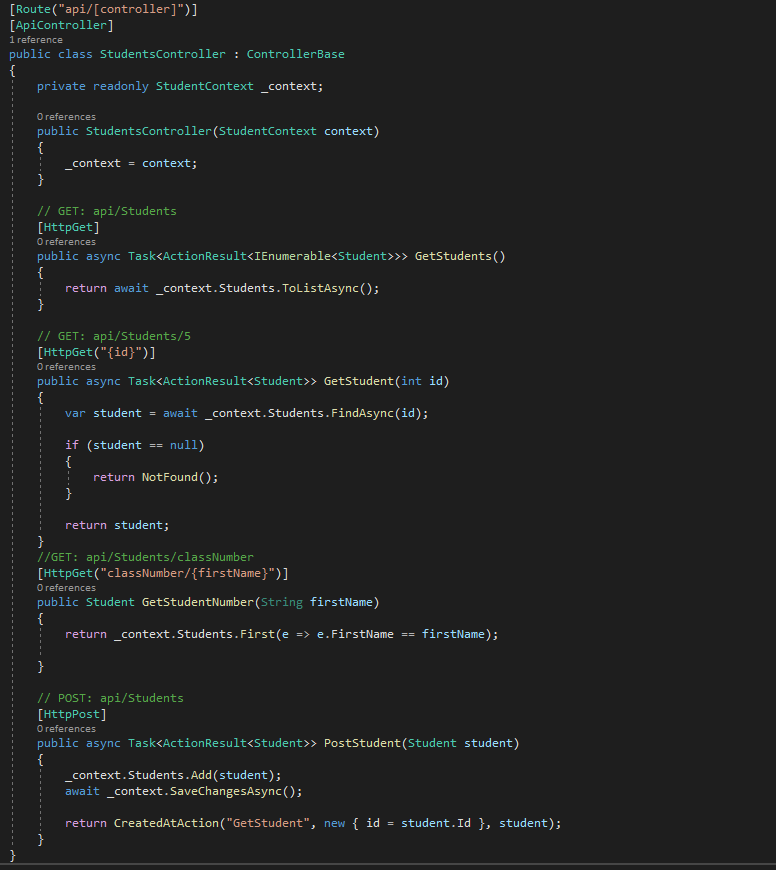 [Route("api/[controller]")]
[ApiController]
1 reference
public class StudentsController : ControllerBase
{
    private readonly StudentContext _context;

    0 references
    public StudentsController(StudentContext context)
    {
        _context = context;
    }

    // GET: api/Students
    [HttpGet]
    0 references
    public async Task<ActionResult<IEnumerable<Student>>> GetStudents()
    {
        return await _context.Students.ToListAsync();
    }

    // GET: api/Students/5
    [HttpGet("{id}")]
    0 references
    public async Task<ActionResult<Student>> GetStudent(int id)
    {
        var student = await _context.Students.FindAsync(id);

        if (student == null)
        {
            return NotFound();
        }

        return student;
    }
    //GET: api/Students/classNumber
    [HttpGet("classNumber/{firstName}")]
    0 references
    public Student GetStudentNumber(String firstName)
    {
        return _context.Students.First(e => e.FirstName == firstName);

    }

    // POST: api/Students
    [HttpPost]
    0 references
    public async Task<ActionResult<Student>> PostStudent(Student student)
    {
        _context.Students.Add(student);
        await _context.SaveChangesAsync();

        return CreatedAtAction("GetStudent", new { id = student.Id }, student);
    }
}